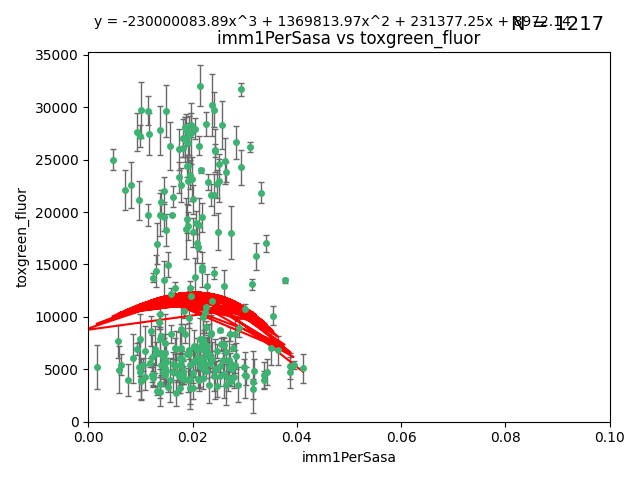 y = -230000083.89x^3 + 1369813.97x^2 + 231377.25x + 8972.14
N = 1217
imm1PerSasa vs toxgreen_fluor
35000
30000
25000
20000
15000
10000
5000
0
toxgreen_fluor
0.00 0.02 0.04 0.06 0.08 0.10
imm1PerSasa